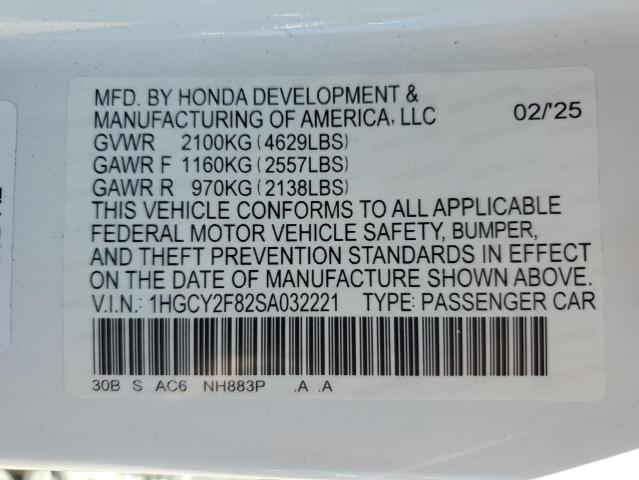 MFD. BY HONDA DEVELOPMENT &
MANUFACTURING OF AMERICA, LLC 02/'25
GVWR 2100KG (4629LBS)
GAWR F 1160KG (2557LBS)
GAWR R 970KG (2138LBS)
THIS VEHICLE CONFORMS TO ALL APPLICABLE
FEDERAL MOTOR VEHICLE SAFETY, BUMPER,
AND THEFT PREVENTION STANDARDS IN EFFECT
ON THE DATE OF MANUFACTURE SHOWN ABOVE.
V.I.N.: 1HGCY2F82SA032221 TYPE: PASSENGER CAR
30B S AC6 NH883P .A .A